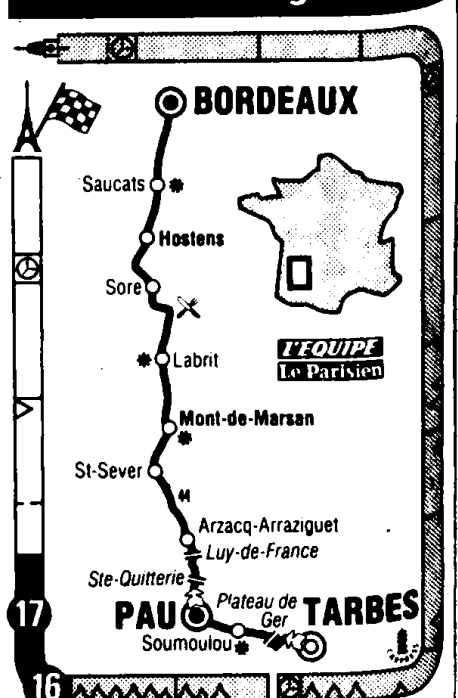 BORDEAUX
Saucats
Hostens
Sore
L'EQUIPE
Le Parisien
Labrit
Mont-de-Marsan
St-Sever
Arzacq-Arraziguet
Luy-de-France
Ste-Quitterie
Plateau de
Ger
PAU
TARBES
Soumoulou
17
16